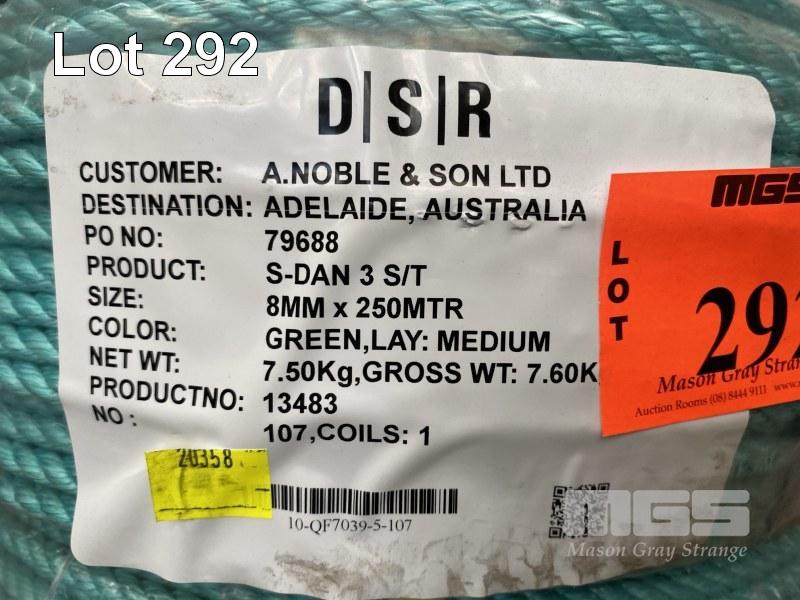 Lot 292
D|S|R
CUSTOMER: A.NOBLE & SON LTD
DESTINATION: ADELAIDE, AUSTRALIA
PO NO: 79688
PRODUCT: S-DAN 3 S/T
SIZE: 8MM x 250MTR
COLOR: GREEN,LAY: MEDIUM
NET WT: 7.50Kg,GROSS WT: 7.60K
PRODUCTNO: 13483
NO: 107,COILS: 1
20358
10-QF7039-5-107
MGS
LOT
292
Mason Gray
Auction Rooms (08) 8444 9111
MGS
Mason Gray Strange